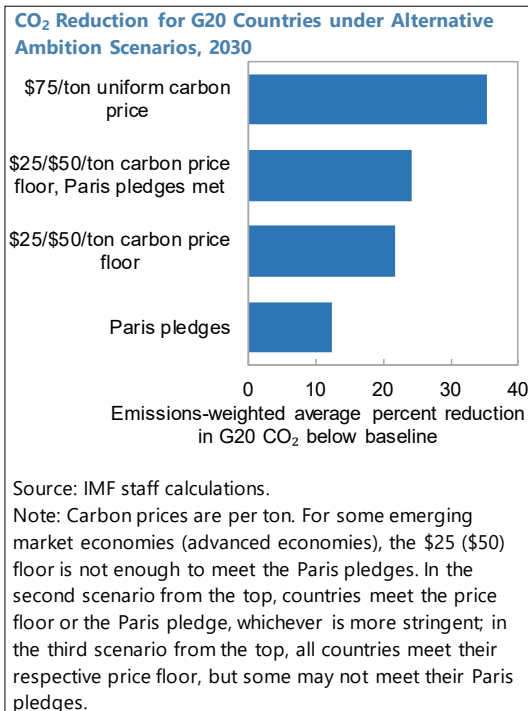 CO₂ Reduction for G20 Countries under Alternative
Ambition Scenarios, 2030
$75/ton uniform carbon
price
$25/$50/ton carbon price
floor, Paris pledges met
$25/$50/ton carbon price
floor
Paris pledges
0 10 20 30 40
Emissions-weighted average percent reduction
in G20 CO₂ below baseline
Source: IMF staff calculations.
Note: Carbon prices are per ton. For some emerging
market economies (advanced economies), the $25 ($50)
floor is not enough to meet the Paris pledges. In the
second scenario from the top, countries meet the price
floor or the Paris pledge, whichever is more stringent; in
the third scenario from the top, all countries meet their
respective price floor, but some may not meet their Paris
pledges.